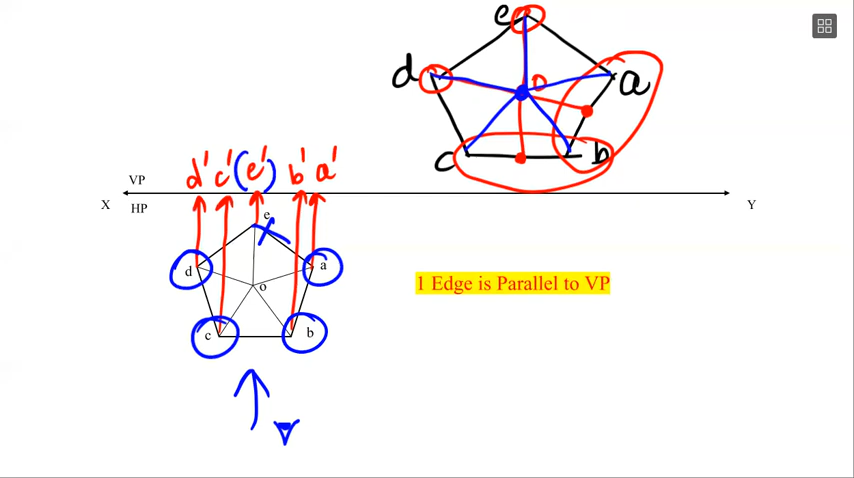 e
d
o
a
c
b
d' c' (e') b' a'
VP
X
Y
HP
e
d
a
o
c
b
1 Edge is Parallel to VP